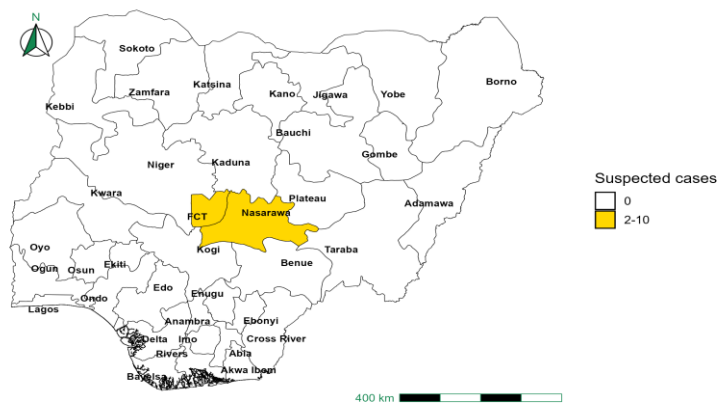 N
Sokoto
Borno
Katsina
Zamfara
Kano
Jigawa
Yobe
Kebbi
Bauchi
Gombe
Niger
Kaduna
Kwara
Plateau
Adamawa
FCT
Nasarawa
Oyo
Kogi
Taraba
Ogun
Osun
Ekiti
Benue
Edo
Enugu
Ondo
Lagos
Anambra
Ebonyi
Delta
Imo
Cross River
Rivers
Abia
Bayelsa
Akwa Ibom
Suspected cases
0
2-10
400 km